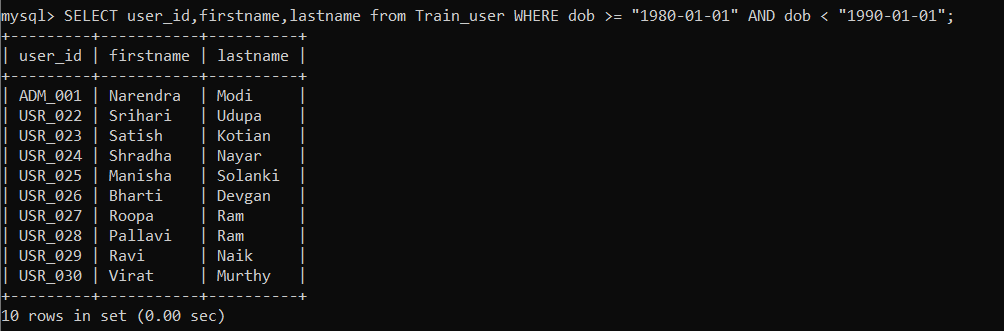 mysql> SELECT user_id,firstname,lastname from Train_user WHERE dob >= "1980-01-01" AND dob < "1990-01-01";
+---------+-----------+----------+
| user_id | firstname | lastname |
+---------+-----------+----------+
| ADM_001 | Narendra  | Modi     |
| USR_022 | Srihari   | Udupa    |
| USR_023 | Satish    | Kotian   |
| USR_024 | Shradha   | Nayar    |
| USR_025 | Manisha   | Solanki  |
| USR_026 | Bharti    | Devgan   |
| USR_027 | Roopa     | Ram      |
| USR_028 | Pallavi   | Ram      |
| USR_029 | Ravi      | Naik     |
| USR_030 | Virat     | Murthy   |
+---------+-----------+----------+
10 rows in set (0.00 sec)